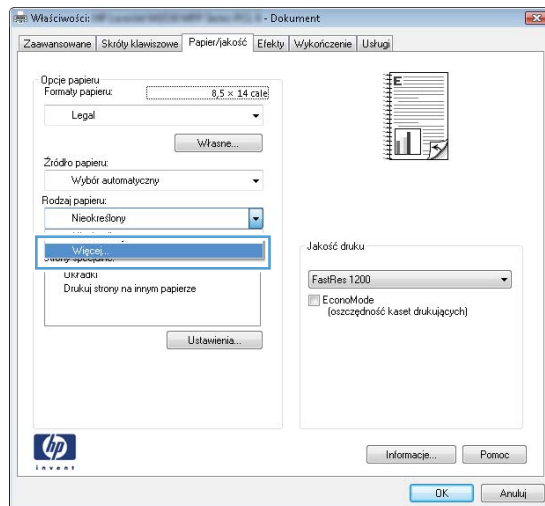 Właściwości:
- Dokument
Zaawansowane Skróty klawiszowe Papier/jakość Efekty Wykończenie Usługi
Opcje papieru
Formaty papieru:
8,5 × 14 cale
Legal
Własne...
Źródło papieru:
Wybór automatyczny
Rodzaj papieru:
Nieokreślony
Więcej...
Okładki
Drukuj strony na innym papierze
Ustawienia...
E
Jakość druku
FastRes 1200
EconoMode
(oszczędność kaset drukujących)
hp
invent
Informacje... Pomoc
OK Anuluj